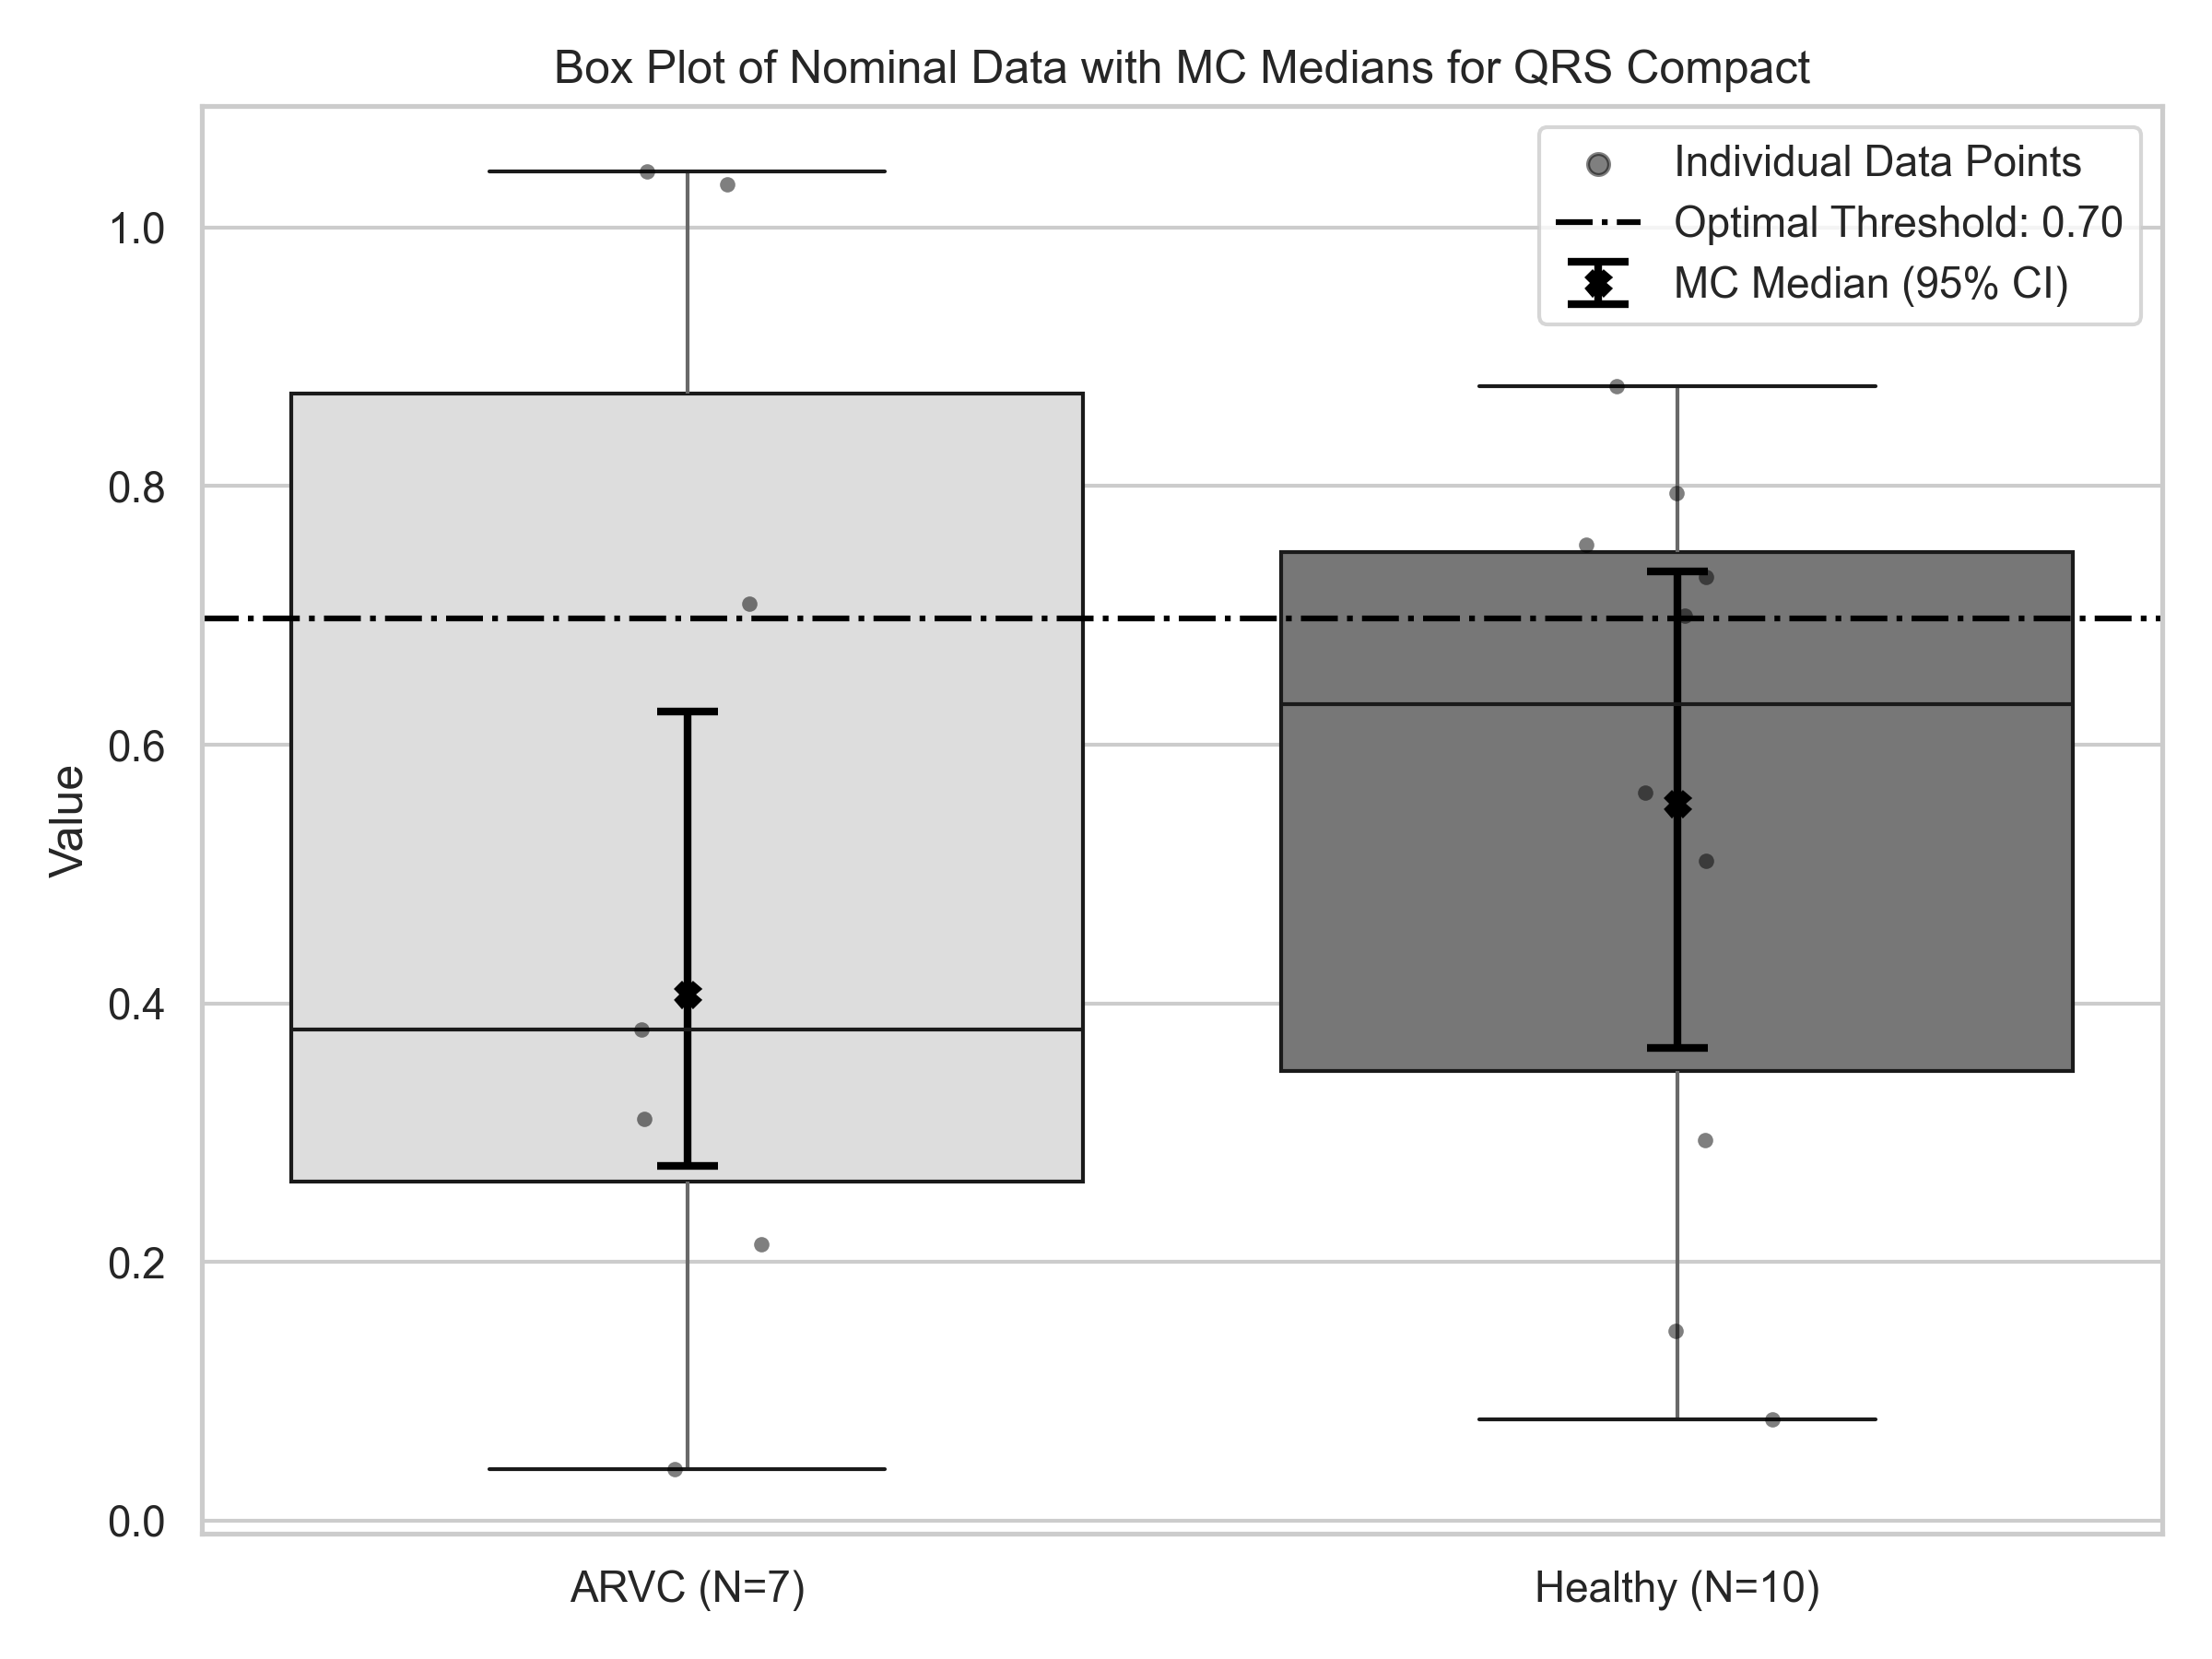 Box Plot of Nominal Data with MC Medians for QRS Compact
Individual Data Points
Optimal Threshold: 0.70
MC Median (95% CI)
1.0
0.8
0.6
0.4
0.2
0.0
Value
ARVC (N=7)
Healthy (N=10)